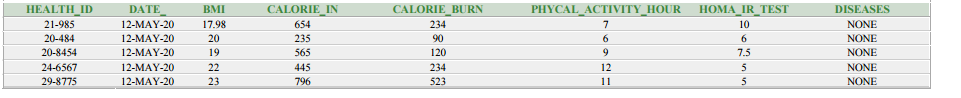 HEALTH_ID DATE_ BMI CALORIE_IN CALORIE_BURN PHYCAL_ACTIVITY_HOUR HOMA_IR_TEST DISEASES
21-985 12-MAY-20 17.98 654 234 7 10 NONE
20-484 12-MAY-20 20 235 90 6 6 NONE
20-8454 12-MAY-20 19 565 120 9 7.5 NONE
24-6567 12-MAY-20 22 445 234 12 5 NONE
29-8775 12-MAY-20 23 796 523 11 5 NONE